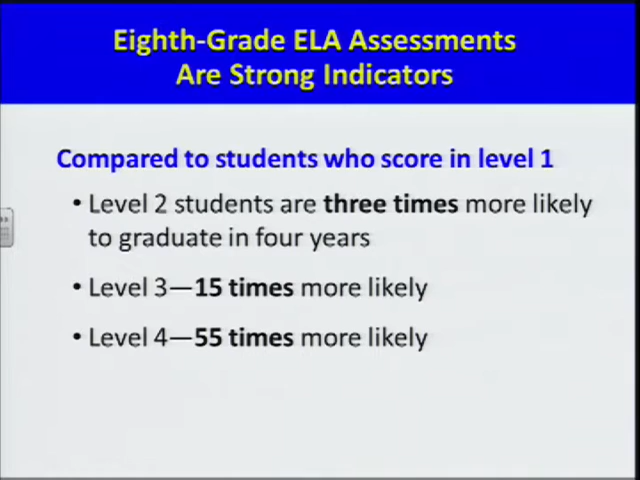 Eighth-Grade ELA Assessments
Are Strong Indicators
Compared to students who score in level 1
• Level 2 students are three times more likely
to graduate in four years
• Level 3—15 times more likely
• Level 4—55 times more likely